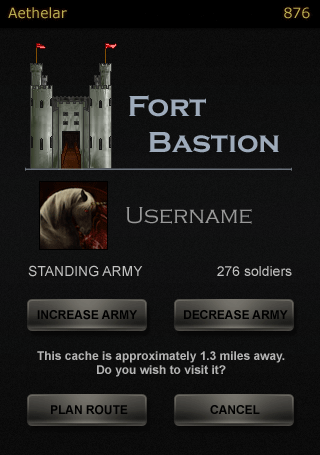 Aethelar 876
FORT
BASTION
USERNAME
STANDING ARMY 276 soldiers
INCREASE ARMY DECREASE ARMY
This cache is approximately 1.3 miles away.
Do you wish to visit it?
PLAN ROUTE CANCEL